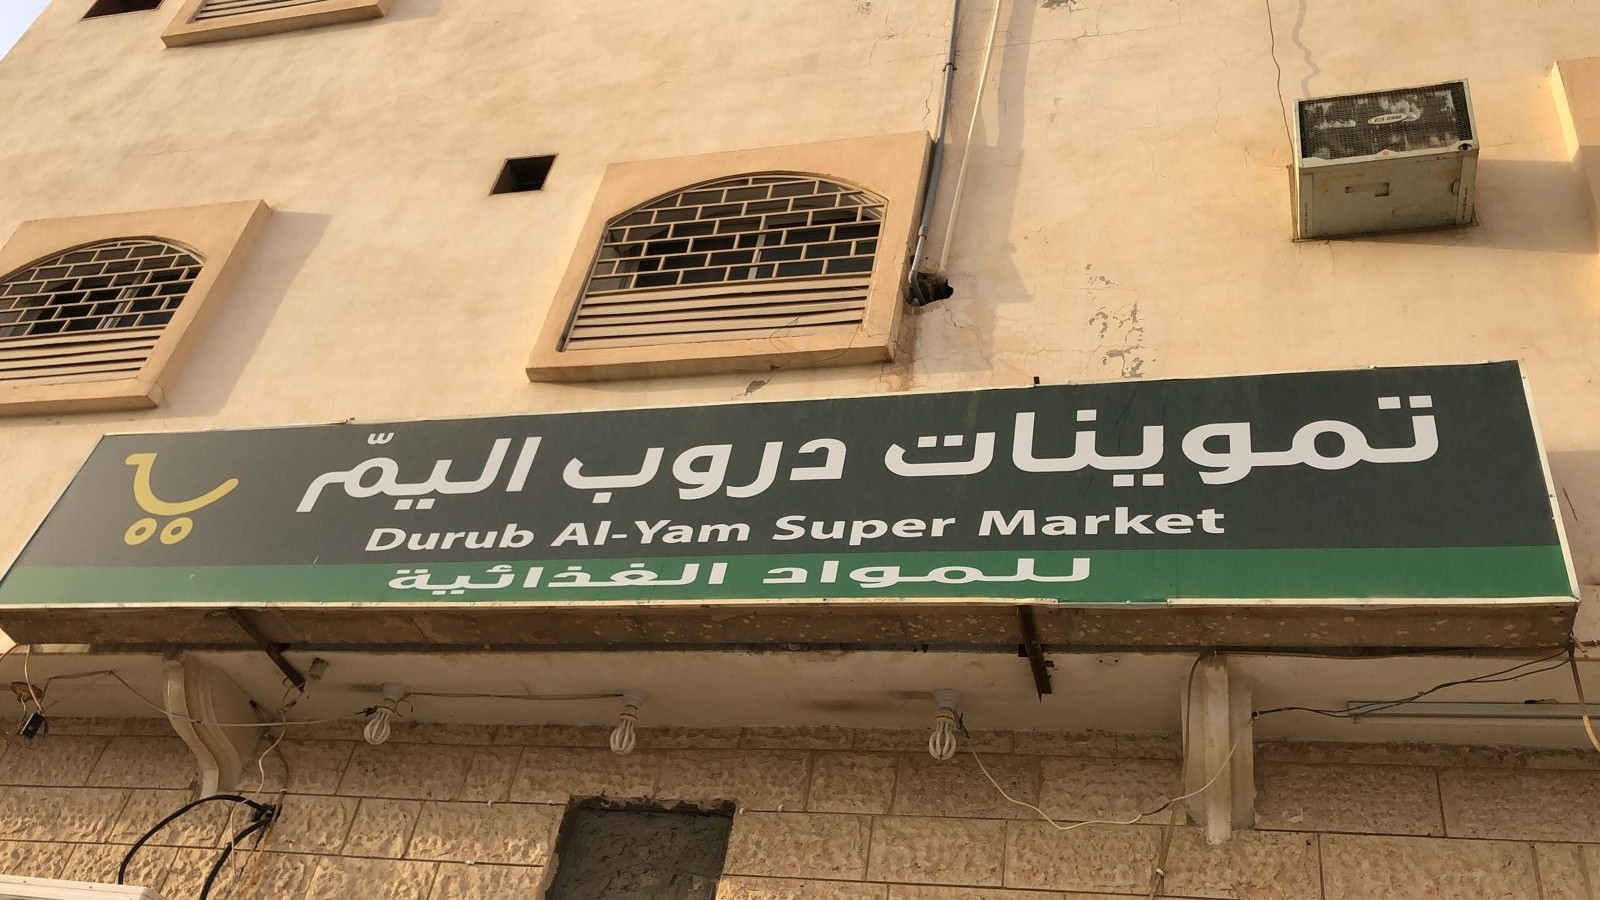 تموينات دروب اليمّ
Durub Al-Yam Super Market
للمواد الغذائية